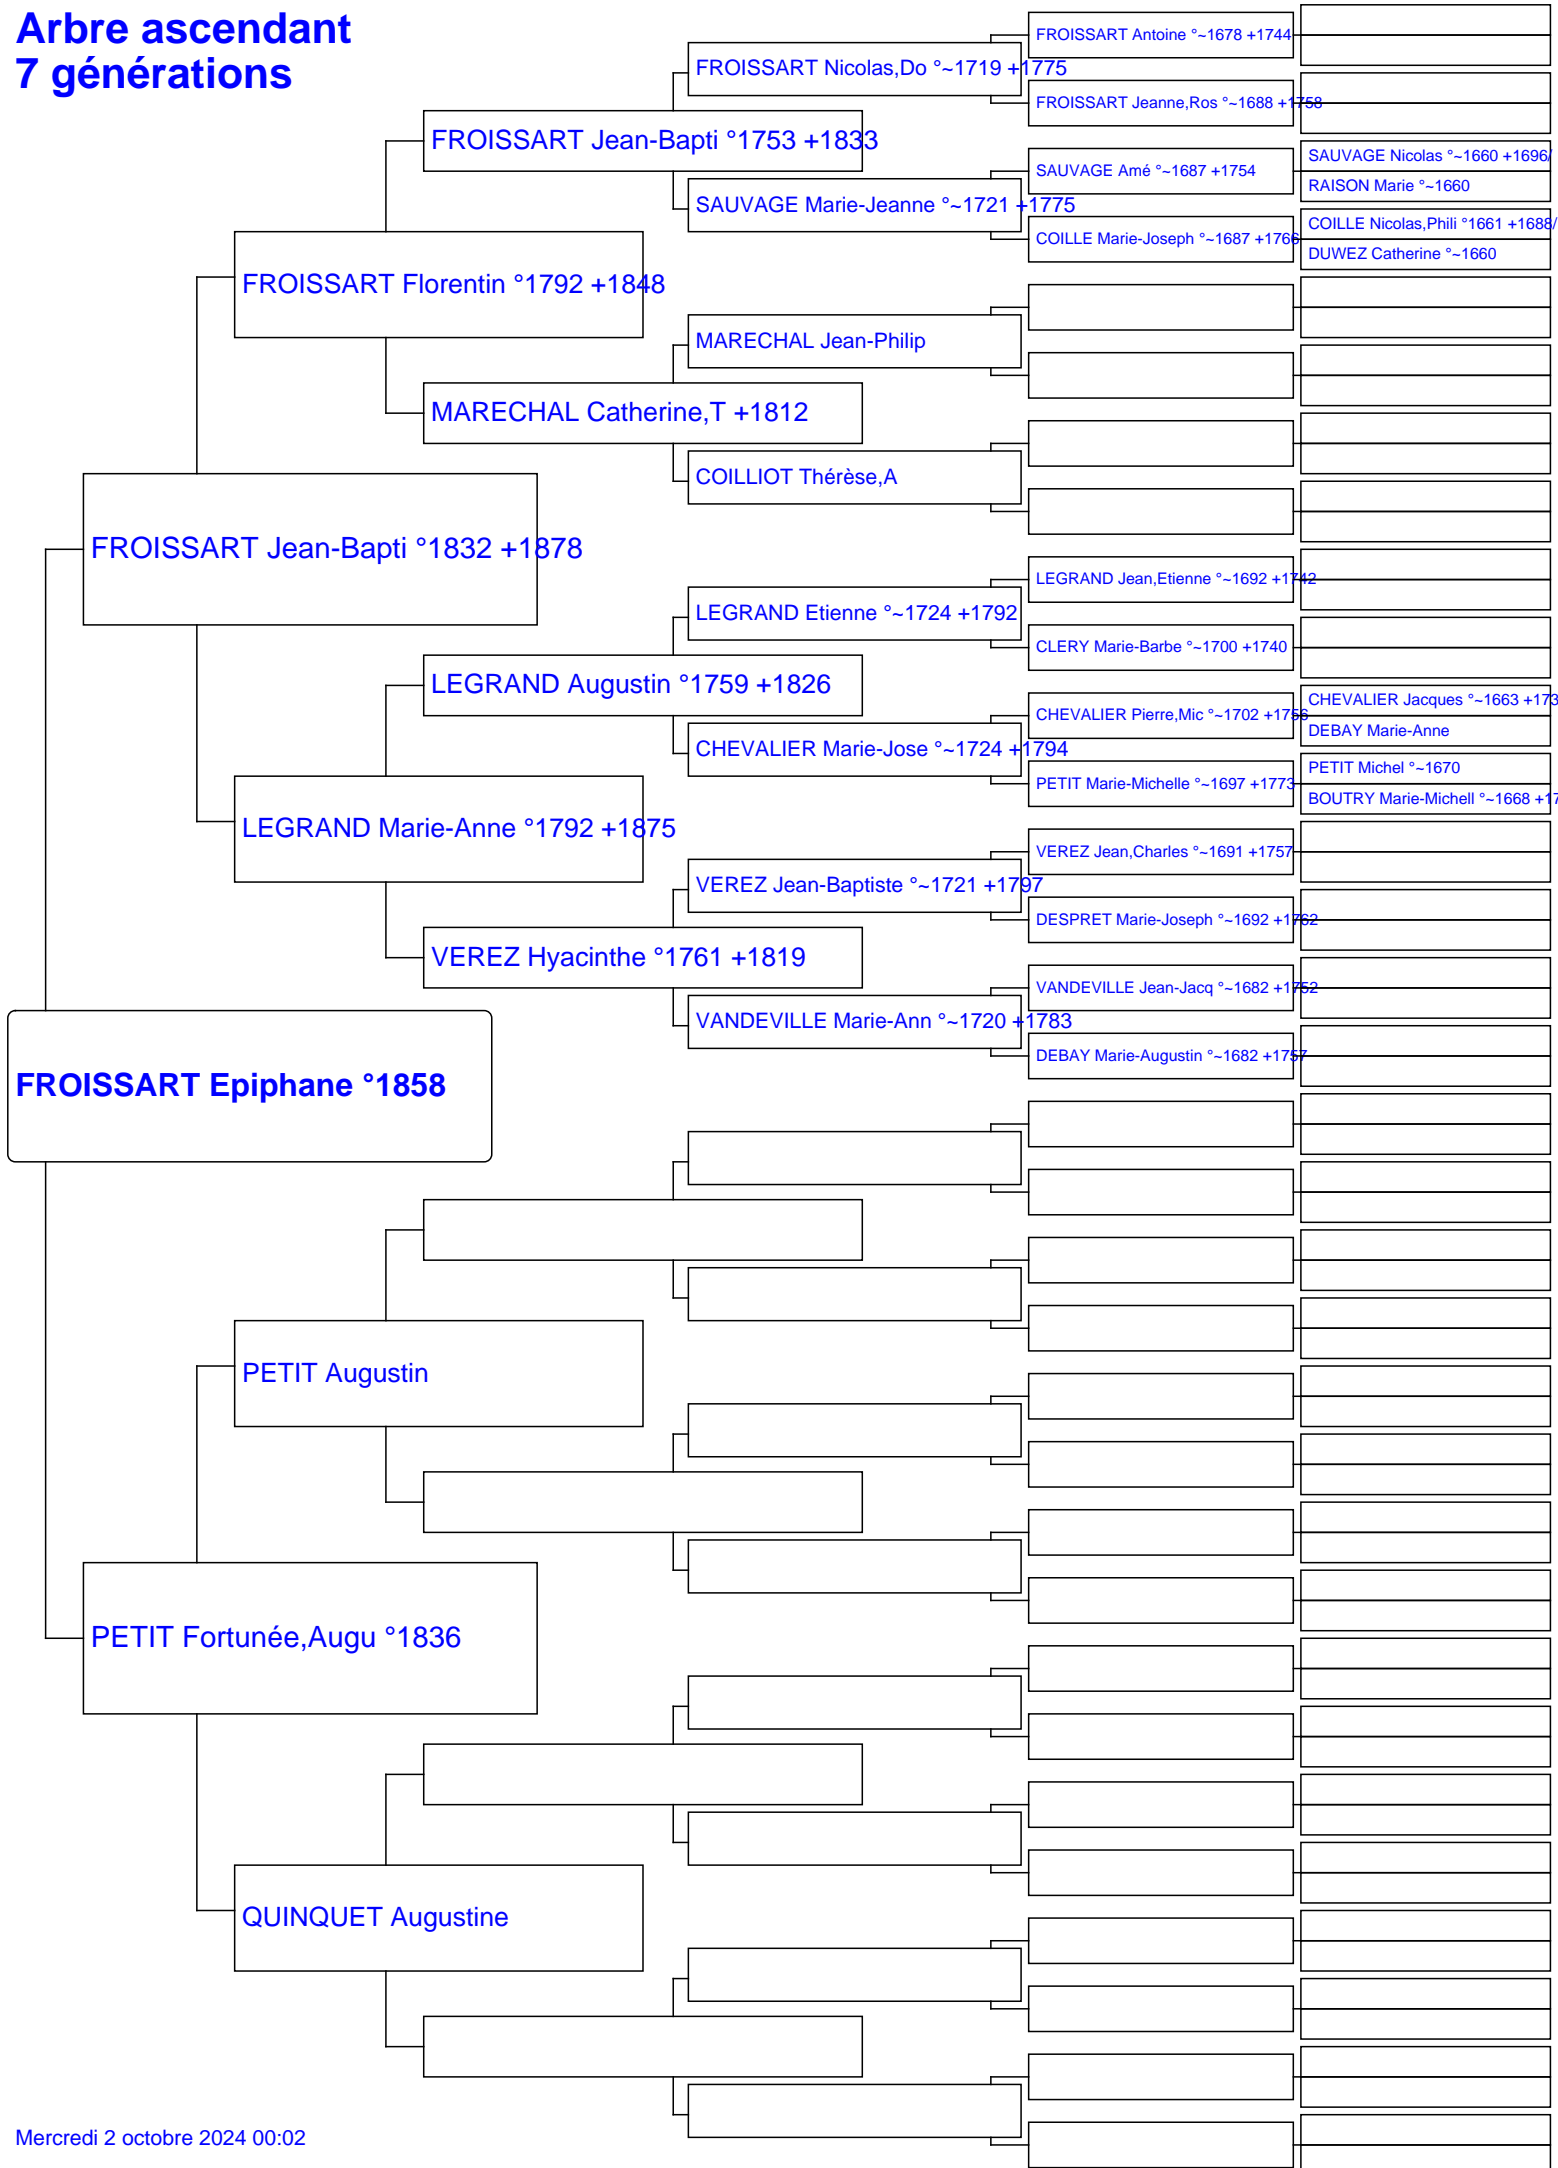 Arbre ascendant
7 générations
FROISSART Epiphane °1858
FROISSART Jean-Bapti °1832 +1878
PETIT Fortunée,Augu °1836
FROISSART Florentin °1792 +1848
LEGRAND Marie-Anne °1792 +1875
PETIT Augustin
QUINQUET Augustine
FROISSART Jean-Bapti °1753 +1833
MARECHAL Catherine,T +1812
LEGRAND Augustin °1759 +1826
VEREZ Hyacinthe °1761 +1819
FROISSART Nicolas,Do °~1719 +1775
SAUVAGE Marie-Jeanne °~1721 +1775
MARECHAL Jean-Philip
COILLIOT Thérèse,A
LEGRAND Etienne °~1724 +1792
CHEVALIER Marie-Jose °~1724 +1794
VEREZ Jean-Baptiste °~1721 +1797
VANDEVILLE Marie-Ann °~1720 +1783
FROISSART Antoine °~1678 +1744
FROISSART Jeanne,Ros °~1688 +1758
SAUVAGE Amé °~1687 +1754
COILLE Marie-Joseph °~1687 +1766
LEGRAND Jean,Etienne °~1692 +1742
CLERY Marie-Barbe °~1700 +1740
CHEVALIER Pierre,Mic °~1702 +1756
PETIT Marie-Michelle °~1697 +1773
VEREZ Jean,Charles °~1691 +1757
DESPRET Marie-Joseph °~1692 +1762
VANDEVILLE Jean-Jacq °~1682 +1752
DEBAY Marie-Augustin °~1682 +1757
SAUVAGE Nicolas °~1660 +1696/
RAISON Marie °~1660
COILLE Nicolas,Phili °1661 +1688/
DUWEZ Catherine °~1660
CHEVALIER Jacques °~1663 +173
DEBAY Marie-Anne
PETIT Michel °~1670
BOUTRY Marie-Michell °~1668 +17
Mercredi 2 octobre 2024 00:02